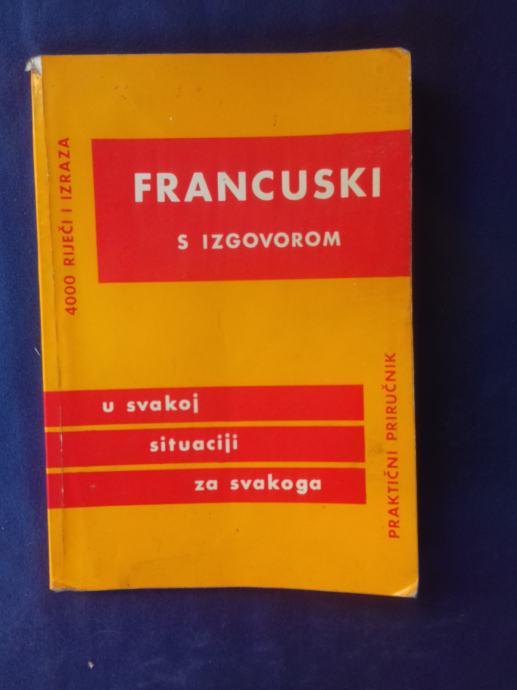 4000 RIJEČI I IZRAZA
FRANCUSKI
S IZGOVOROM
u svakoj
situaciji
za svakoga
PRAKTIČNI PRIRUČNIK